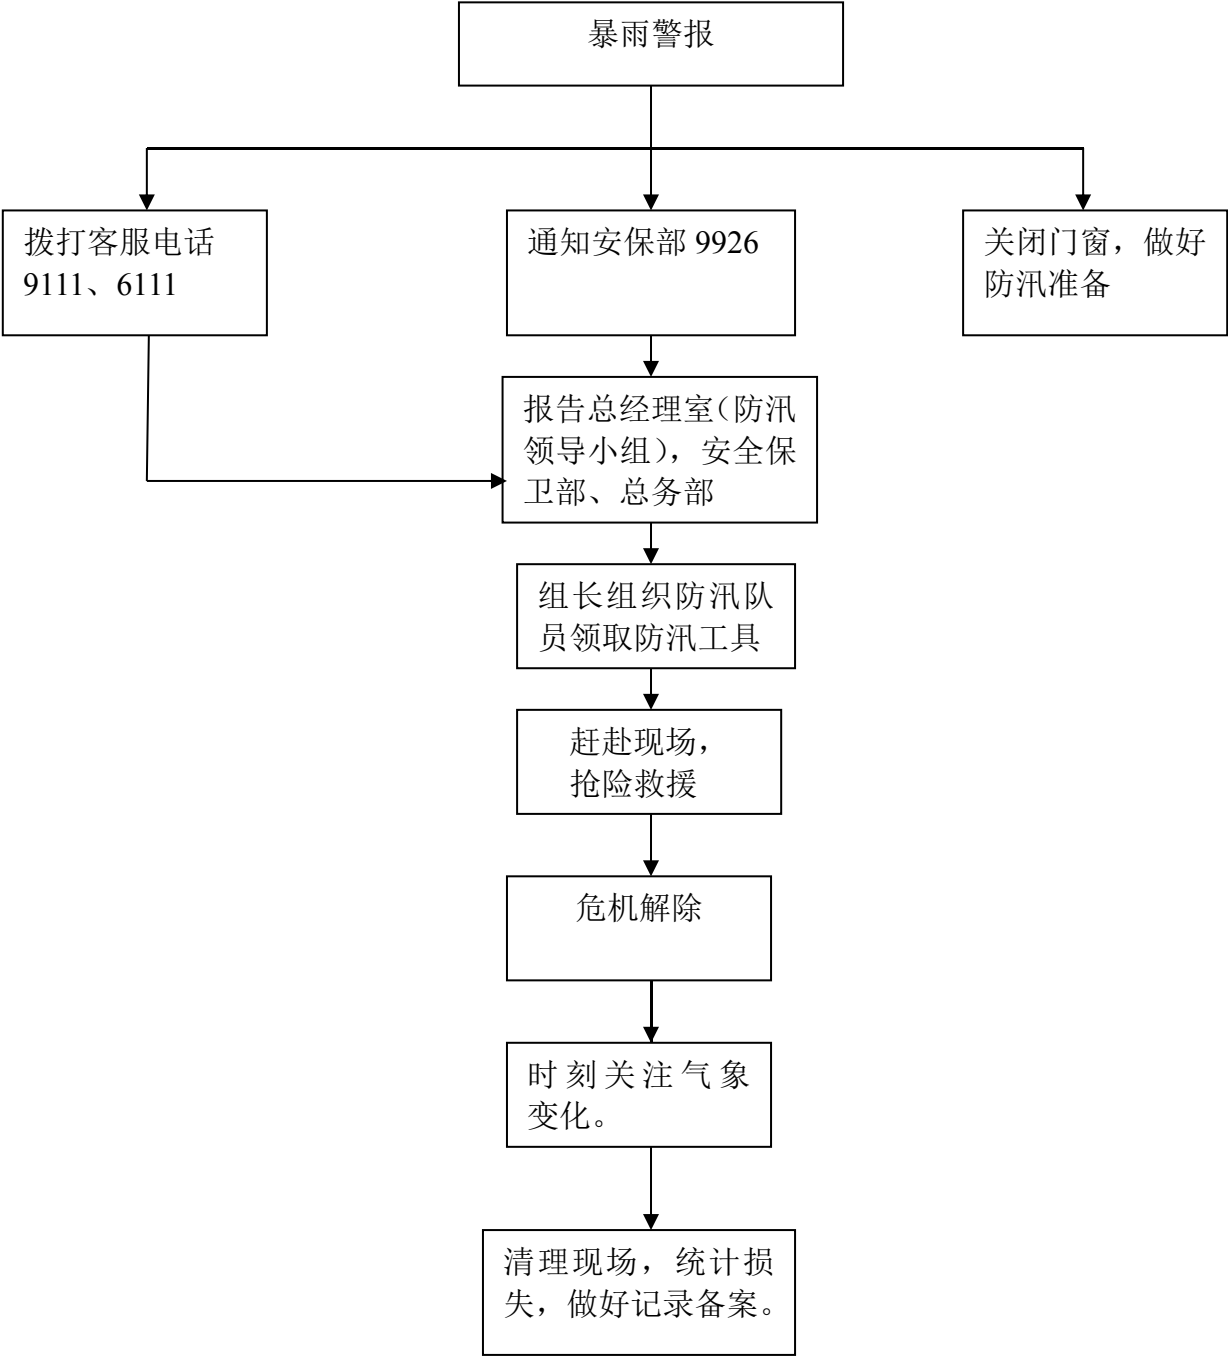 暴雨警报
拨打客服电话
9111、6111
通知安保部 9926
关闭门窗，做好
防汛准备
报告总经理室（防汛
领导小组），安全保
卫部、总务部
组长组织防汛队
员领取防汛工具
赶赴现场，
抢险救援
危机解除
时刻关注气象
变化。
清理现场，统计损
失，做好记录备案。